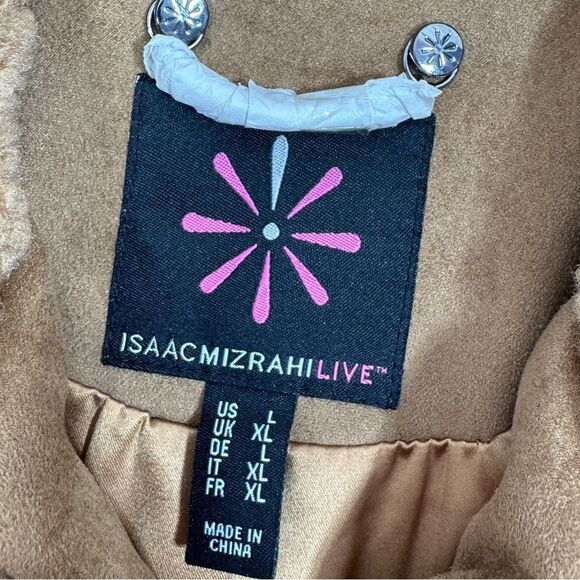 ISAACMIZRAHILIVE™
US L
UK XL
DE L
IT XL
FR XL
MADE IN
CHINA